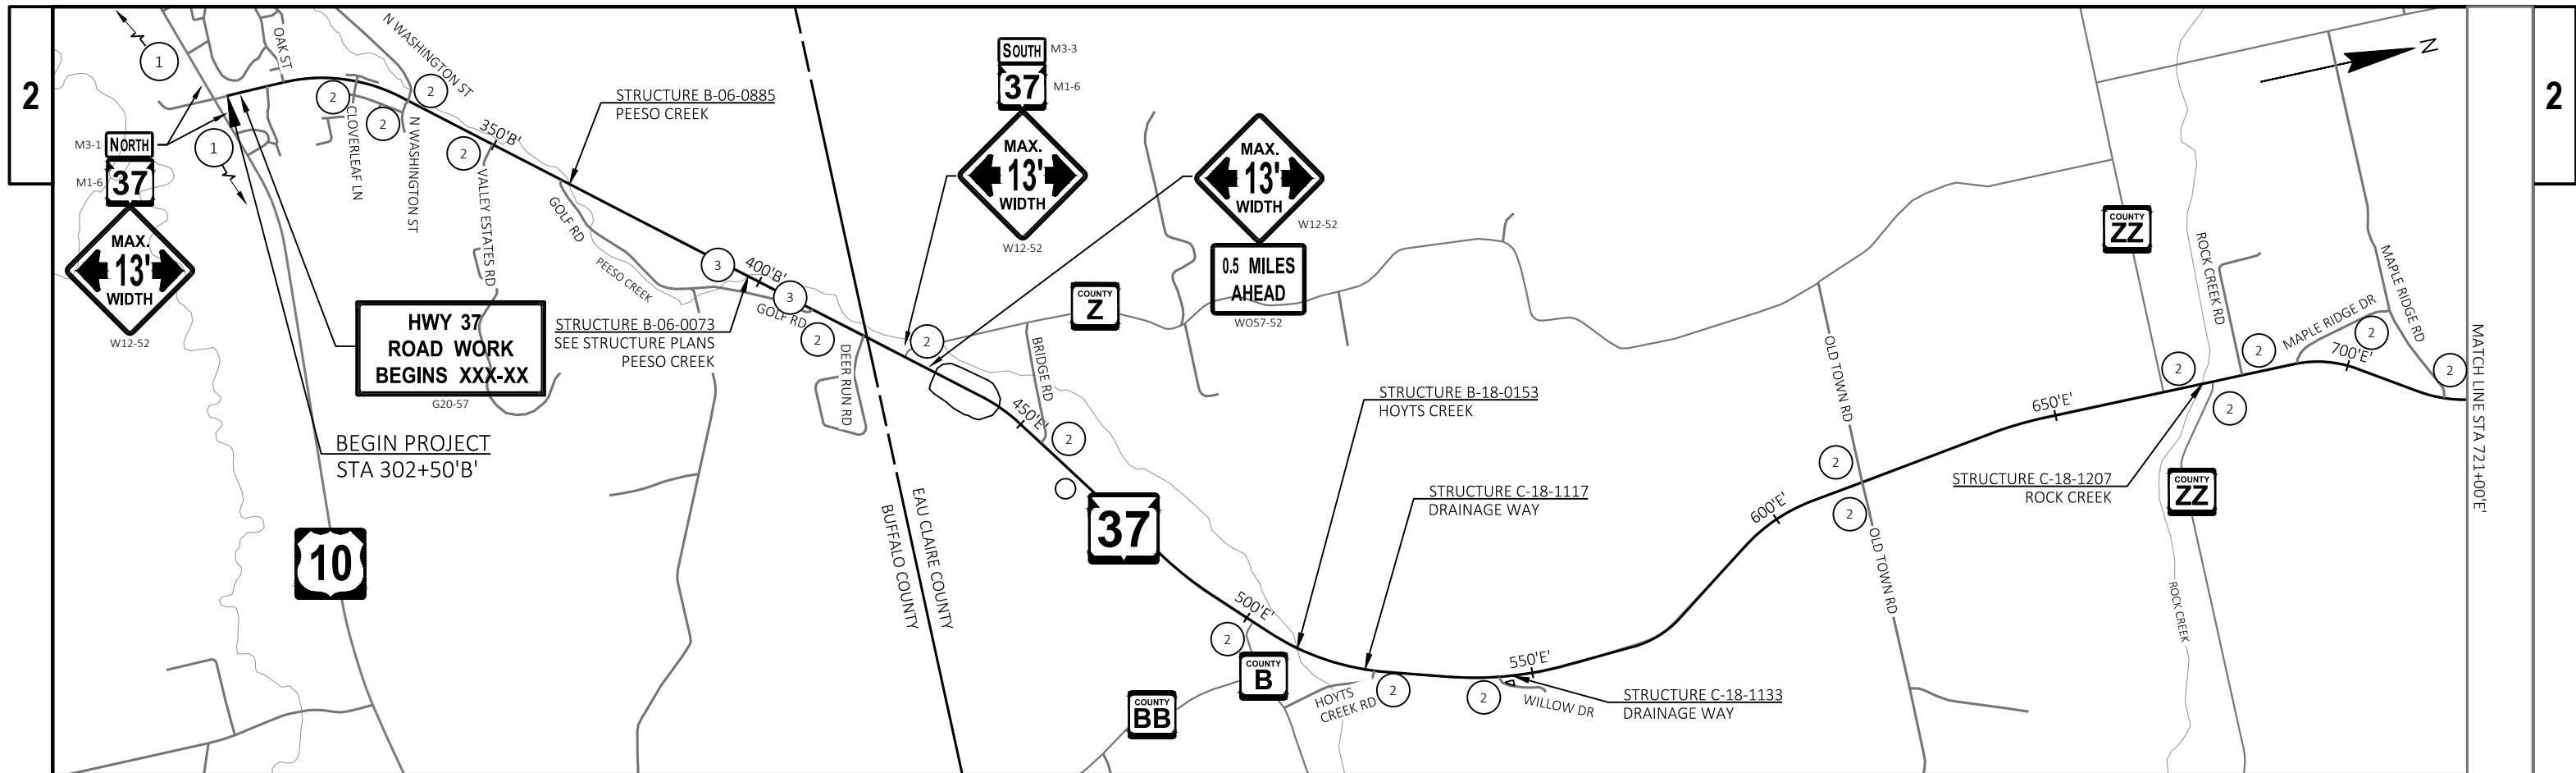 2
1
OAK ST
N WASHINGTON ST
2
2
2
CLOVERLEAF LN
N WASHINGTON ST
M3-1
NORTH
1
M1-6
37
MAX.
13'
WIDTH
W12-52
2
VALLEY ESTATES RD
350'B'
STRUCTURE B-06-0885
PEESO CREEK
GOLF RD
PEESO CREEK
HWY 37
ROAD WORK
BEGINS XXX-XX
G20-57
BEGIN PROJECT
STA 302+50'B'
10
STRUCTURE B-06-0073
SEE STRUCTURE PLANS
PEESO CREEK
3
400'B'
3
GOLF RD
2
DEER RUN RD
EAU CLAIRE COUNTY
BUFFALO COUNTY
SOUTH
M3-3
37
M1-6
MAX.
13'
WIDTH
W12-52
2
MAX.
13'
WIDTH
W12-52
0.5 MILES
AHEAD
WO57-52
COUNTY
Z
BRIDGE RD
450'E'
2
37
STRUCTURE B-18-0153
HOYTS CREEK
STRUCTURE C-18-1117
DRAINAGE WAY
500'E'
2
COUNTY
B
COUNTY
BB
HOYTS
CREEK RD
2
2
550'E'
WILLOW DR
STRUCTURE C-18-1133
DRAINAGE WAY
600'E'
OLD TOWN RD
2
2
OLD TOWN RD
650'E'
STRUCTURE C-18-1207
ROCK CREEK
N
COUNTY
ZZ
ROCK CREEK RD
2
2
2
MAPLE RIDGE DR
2
MAPLE RIDGE RD
700'E'
2
COUNTY
ZZ
ROCK CREEK
MATCH LINE STA 721+00'E'
2